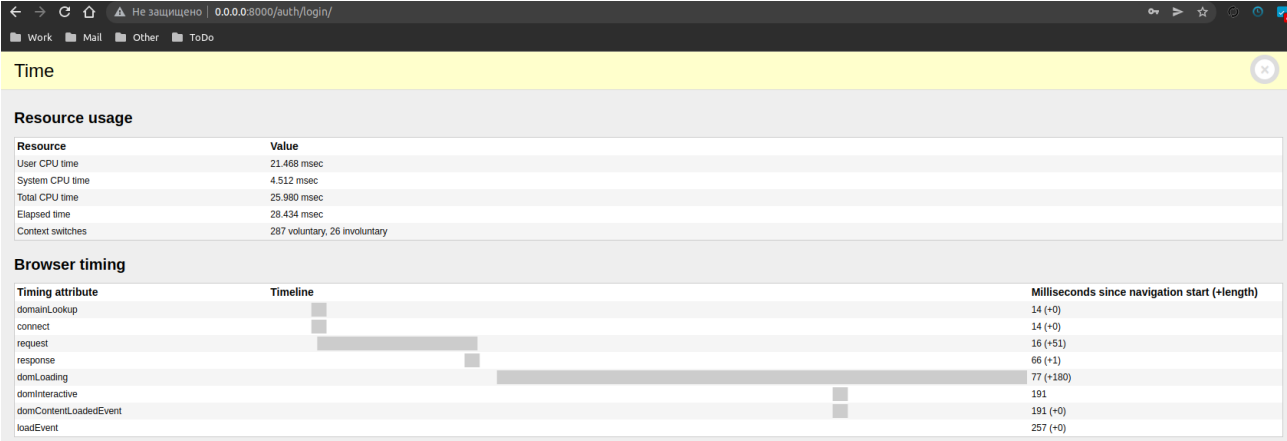 Не защищено 0.0.0.0:8000/auth/login/
Work Mail Other ToDo
Time
Resource usage
Resource Value
User CPU time 21.468 msec
System CPU time 4.512 msec
Total CPU time 25.980 msec
Elapsed time 28.434 msec
Context switches 287 voluntary, 26 involuntary
Browser timing
Timing attribute Timeline Milliseconds since navigation start (+length)
domainLookup 14 (+0)
connect 14 (+0)
request 16 (+51)
response 66 (+1)
domLoading 77 (+180)
domInteractive 191
domContentLoadedEvent 191 (+0)
loadEvent 257 (+0)